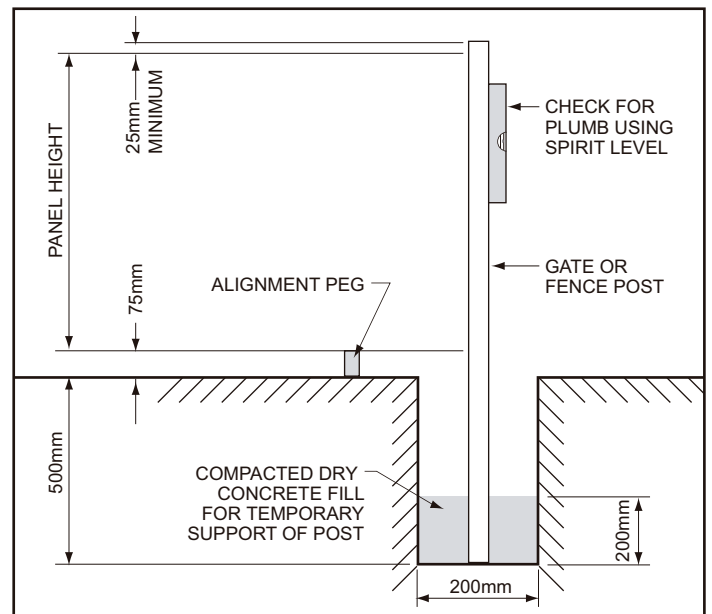 25mm
MINIMUM
PANEL HEIGHT
75mm
CHECK FOR
PLUMB USING
SPIRIT LEVEL
ALIGNMENT PEG
GATE OR
FENCE POST
500mm
COMPACTED DRY
CONCRETE FILL
FOR TEMPORARY
SUPPORT OF POST
200mm
200mm